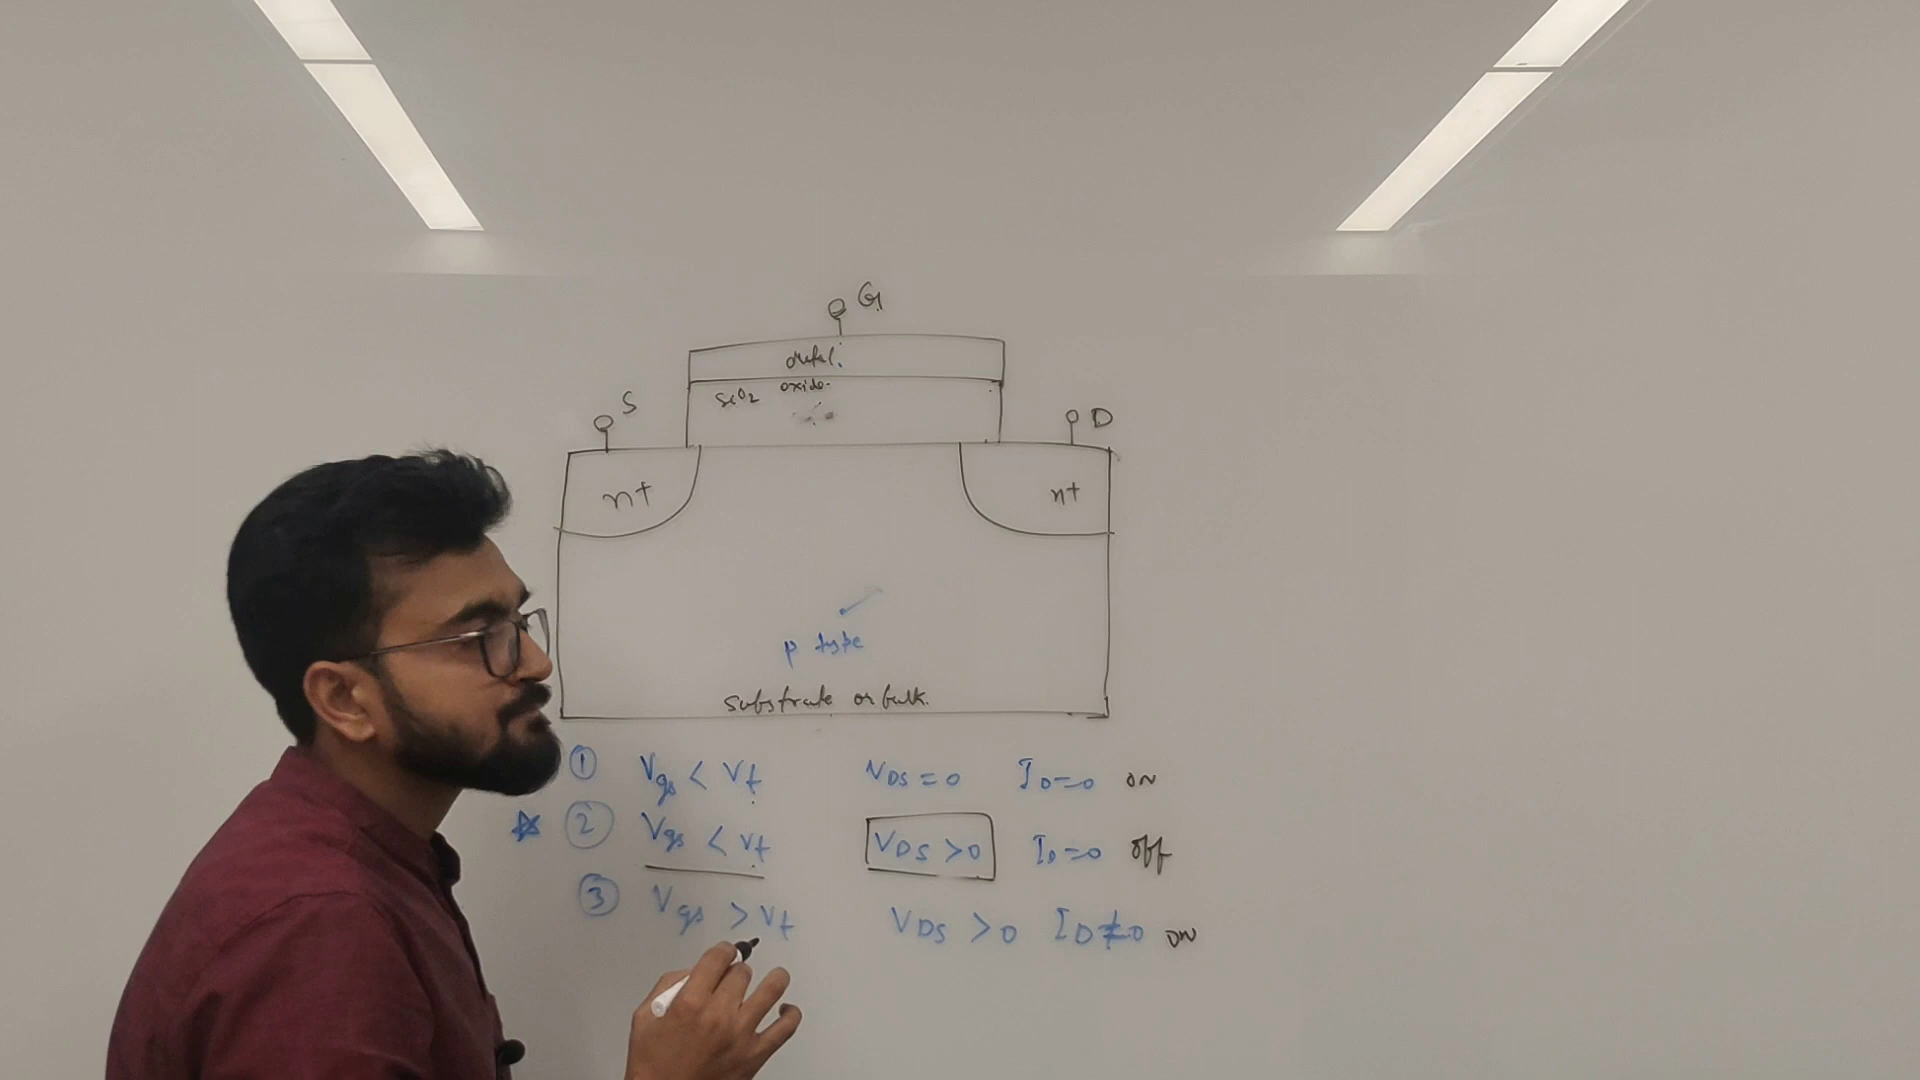 G
metal
oxide
SiO2
S
D
n+
n+
p type
substrate or bulk.
① Vgs < Vt VDS = 0 ID=0 ON
☆ ② Vgs < Vt VDS >0 ID=0 off
③ Vgs > Vt VDS >0 ID≠0 ON